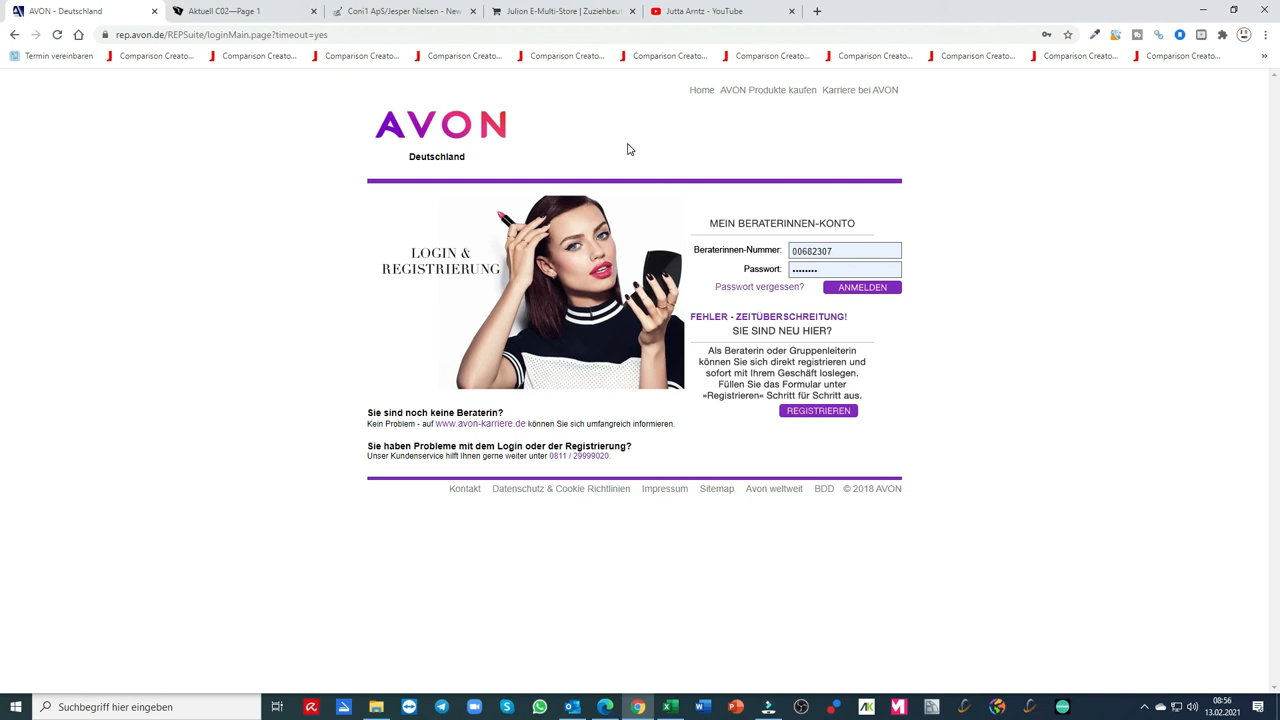 AVON - Deutschland
Aktuell C02—Page 1
Coni1 ApS/Jesper Nielsen - New
Julion E-Multi-Store | Zuziehbeut
Jutta Arntz - YouTube
rep.avon.de/REPSuite/loginMain.page?timeout=yes
Termin vereinbaren
Comparison Creato...
Comparison Creato...
Comparison Creato...
Comparison Creato...
Comparison Creato...
Comparison Creato...
Comparison Creato...
Comparison Creato...
Comparison Creato...
Comparison Creato...
Comparison Creato...
Home AVON Produkte kaufen Karriere bei AVON
AVON
Deutschland
LOGIN &
REGISTRIERUNG
MEIN BERATERINNEN-KONTO
Beraterinnen-Nummer: 00682307
Passwort: ••••••••
Passwort vergessen? ANMELDEN
FEHLER - ZEITÜBERSCHREITUNG!
SIE SIND NEU HIER?
Als Beraterin oder Gruppenleiterin
können Sie sich direkt registrieren und
sofort mit Ihrem Geschäft loslegen.
Füllen Sie das Formular unter
»Registrieren« Schritt für Schritt aus.
REGISTRIEREN
Sie sind noch keine Beraterin?
Kein Problem - auf www.avon-karriere.de können Sie sich umfangreich informieren.
Sie haben Probleme mit dem Login oder der Registrierung?
Unser Kundenservice hilft Ihnen gerne weiter unter 0811 / 29999020.
Kontakt Datenschutz & Cookie Richtlinien Impressum Sitemap Avon weltweit BDD © 2018 AVON
Suchbegriff hier eingeben
08:56
13.02.2021